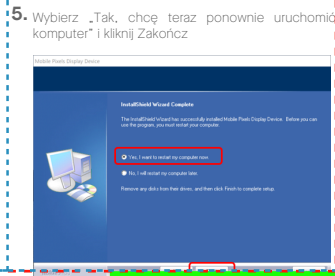 5. Wybierz „Tak, chcę teraz ponownie uruchomić
komputer” i kliknij Zakończ
Mobile Pixels Display Device
InstallShield Wizard Complete
The InstallShield Wizard has successfully installed Mobile Pixels Display Device. Before you can
use the program, you must restart your computer.
Yes, I want to restart my computer now.
No, I will restart my computer later.
Remove any disks from their drives, and then click Finish to complete setup.